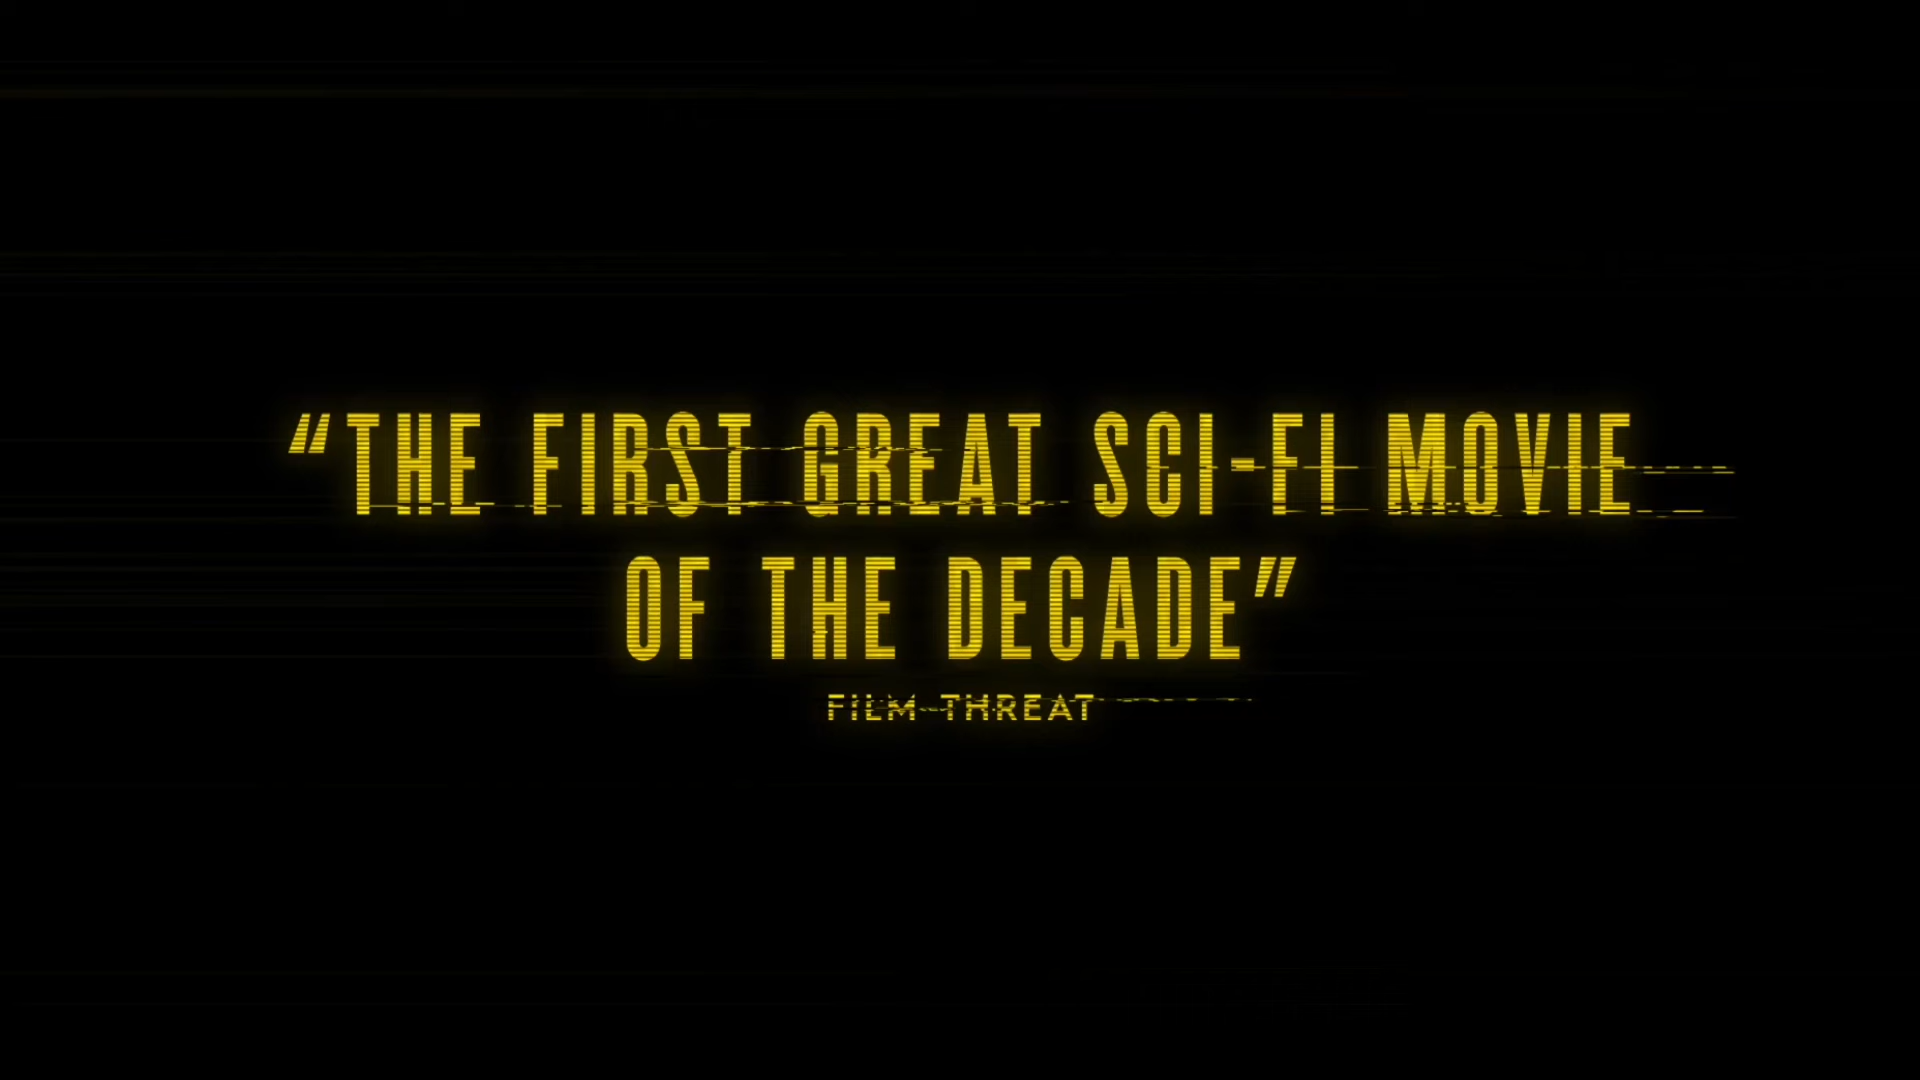 “THE FIRST GREAT SCI-FI MOVIE
OF THE DECADE”
FILM THREAT